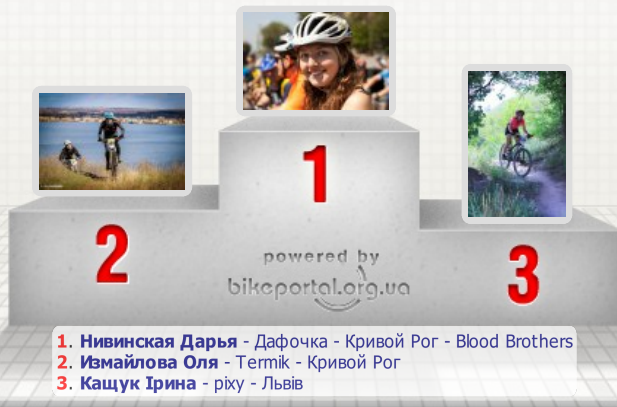 1
2
3
powered by
bikeportal.org.ua
1. Нивинская Дарья - Дафочка - Кривой Рог - Blood Brothers
2. Измайлова Оля - Termik - Кривой Рог
3. Кащук Ірина - pixy - Львів